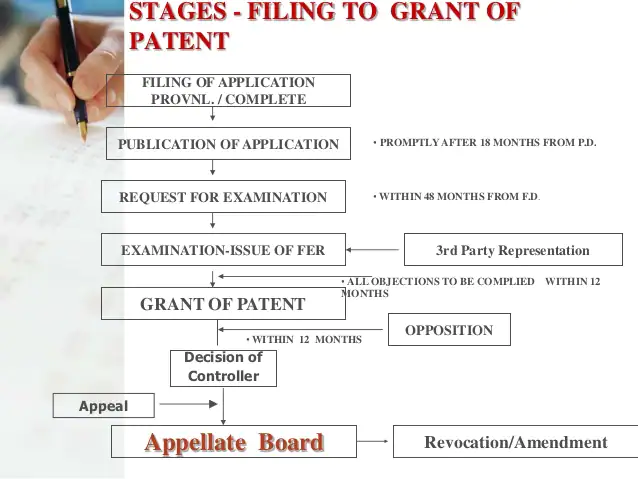 STAGES - FILING TO GRANT OF
PATENT
FILING OF APPLICATION
PROVNL. / COMPLETE
PUBLICATION OF APPLICATION
• PROMPTLY AFTER 18 MONTHS FROM P.D.
REQUEST FOR EXAMINATION
• WITHIN 48 MONTHS FROM F.D.
EXAMINATION-ISSUE OF FER
3rd Party Representation
• ALL OBJECTIONS TO BE COMPLIED WITHIN 12
MONTHS
GRANT OF PATENT
OPPOSITION
• WITHIN 12 MONTHS
Decision of
Controller
Appeal
Appellate Board
Revocation/Amendment